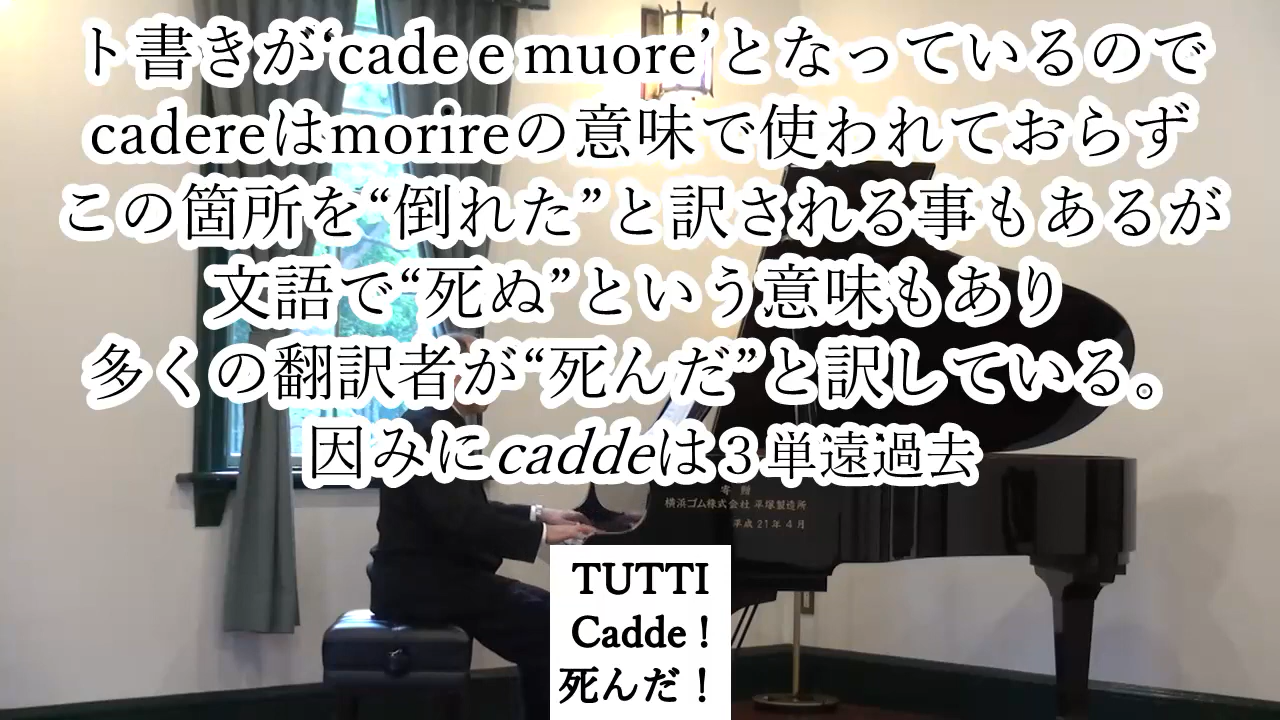 ト書きが‘cade e muore’となっているので
cadereはmorireの意味で使われておらず
この箇所を“倒れた”と訳される事もあるが
文語で“死ぬ”という意味もあり
多くの翻訳者が“死んだ”と訳している。
因みにcaddeは３単遠過去
寄贈
横浜ゴム株式会社 平塚製造所
平成21年4月
TUTTI
Cadde！
死んだ！